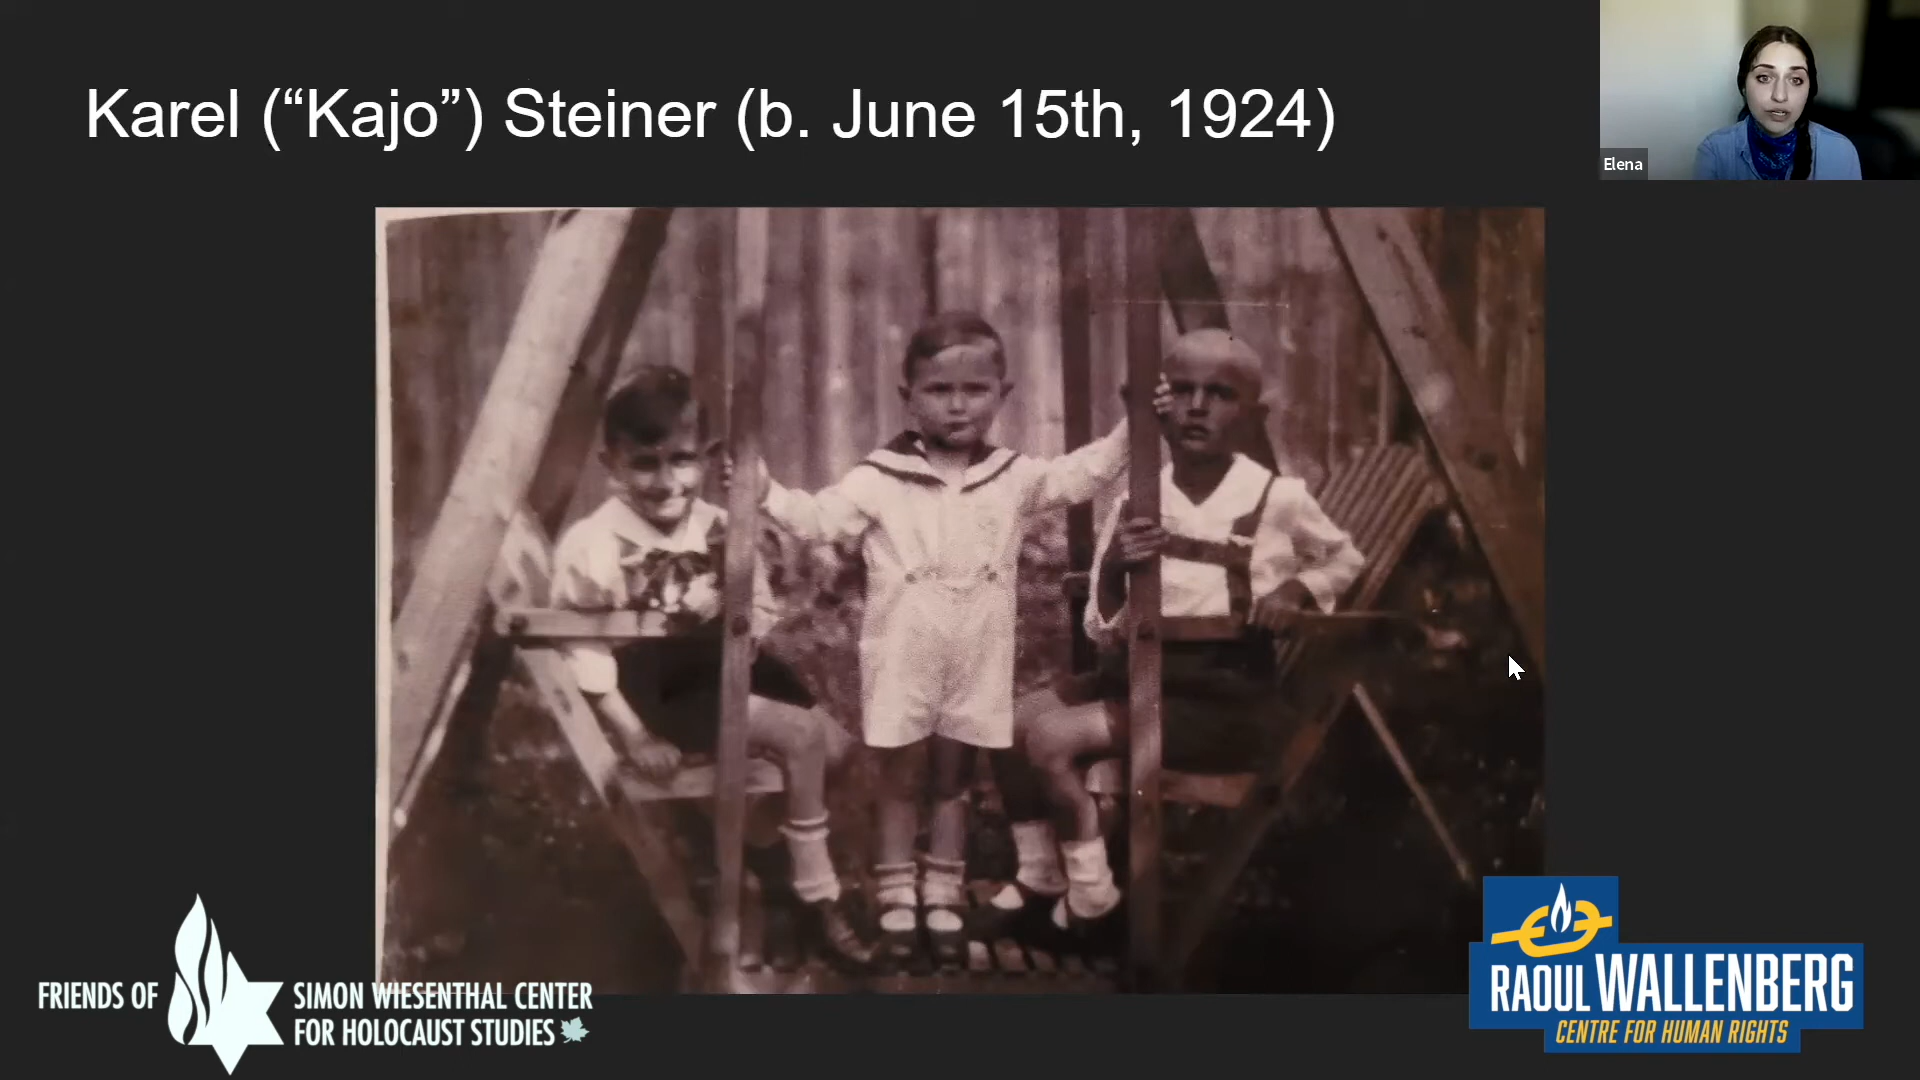 Karel (“Kajo”) Steiner (b. June 15th, 1924)
Elena
FRIENDS OF
SIMON WIESENTHAL CENTER
FOR HOLOCAUST STUDIES
RAOUL WALLENBERG
CENTRE FOR HUMAN RIGHTS